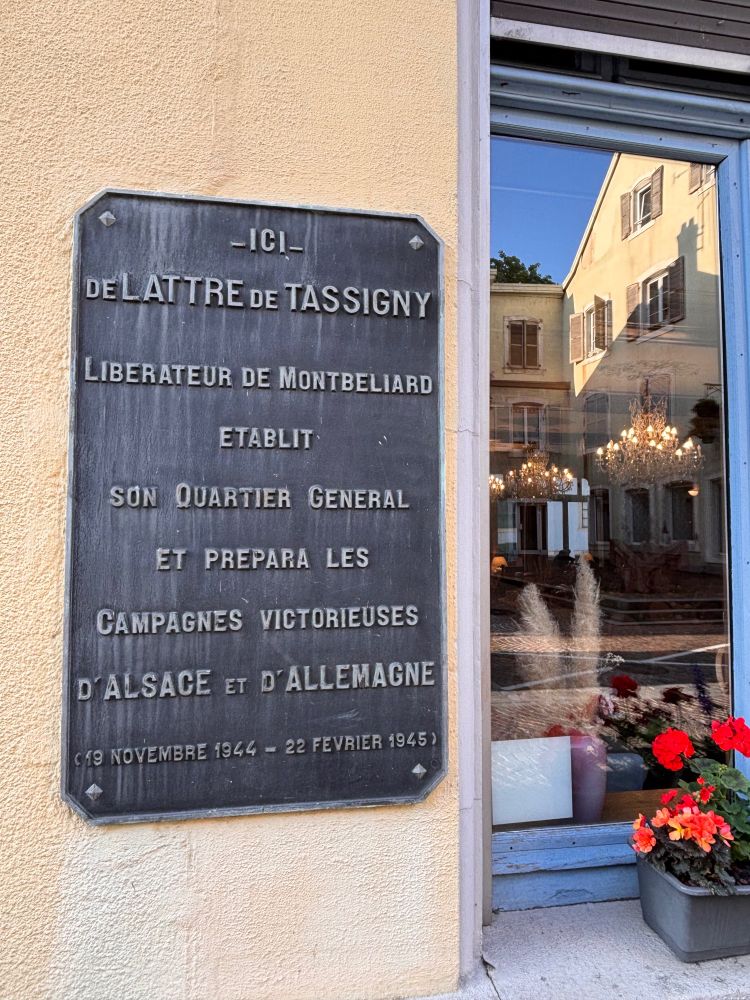 -ICI-
DE LATTRE DE TASSIGNY
LIBERATEUR DE MONTBELIARD
ETABLIT
SON QUARTIER GENERAL
ET PREPARA LES
CAMPAGNES VICTORIEUSES
D'ALSACE ET D'ALLEMAGNE
(19 NOVEMBRE 1944 – 22 FEVRIER 1945)